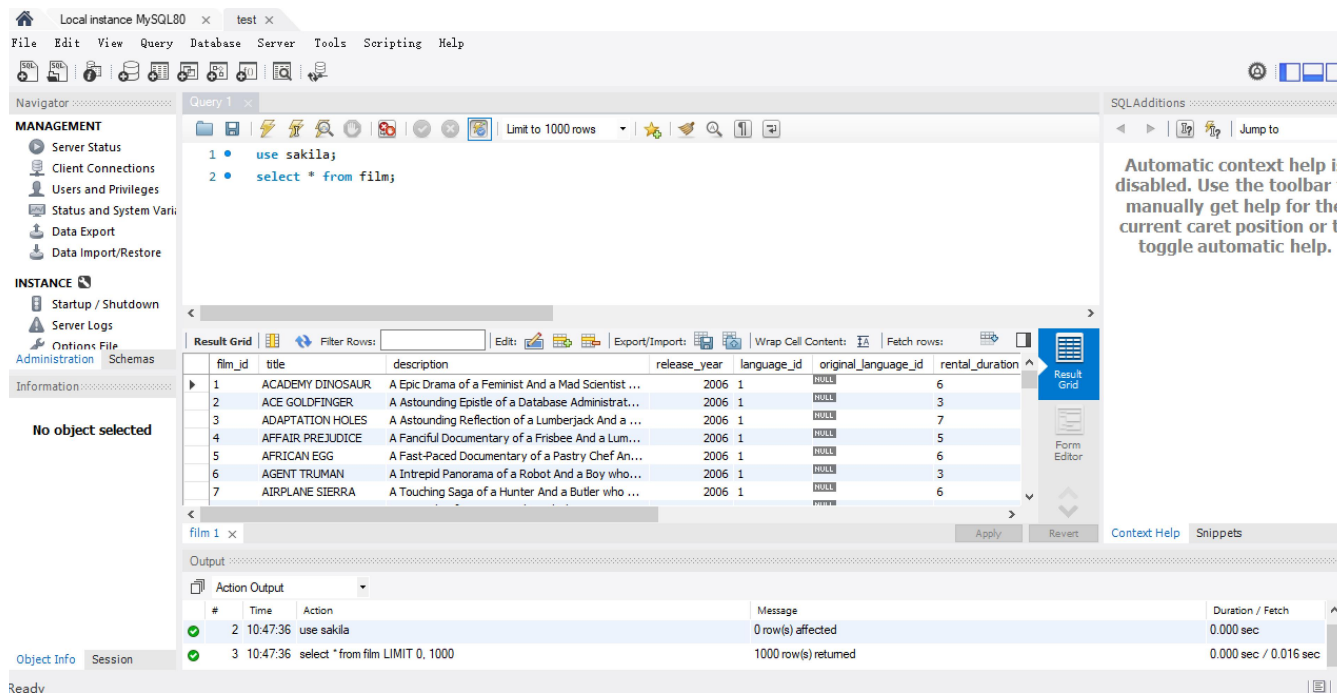 Local instance MySQL80 × test ×
File Edit View Query Database Server Tools Scripting Help
Navigator
MANAGEMENT
Server Status
Client Connections
Users and Privileges
Status and System Varia
Data Export
Data Import/Restore
INSTANCE
Startup / Shutdown
Server Logs
Options File
Administration Schemas
Information
No object selected
Object Info Session
Query 1 ×
Limit to 1000 rows
1 use sakila;
2 select * from film;
Result Grid Filter Rows: Edit: Export/Import: Wrap Cell Content: Fetch rows:
film_id title description release_year language_id original_language_id rental_duration
1 ACADEMY DINOSAUR A Epic Drama of a Feminist And a Mad Scientist ... 2006 1 NULL 6
2 ACE GOLDFINGER A Astounding Epistle of a Database Administrat... 2006 1 NULL 3
3 ADAPTATION HOLES A Astounding Reflection of a Lumberjack And a ... 2006 1 NULL 7
4 AFFAIR PREJUDICE A Fanciful Documentary of a Frisbee And a Lum... 2006 1 NULL 5
5 AFRICAN EGG A Fast-Paced Documentary of a Pastry Chef An... 2006 1 NULL 6
6 AGENT TRUMAN A Intrepid Panorama of a Robot And a Boy who... 2006 1 NULL 3
7 AIRPLANE SIERRA A Touching Saga of a Hunter And a Butler who ... 2006 1 NULL 6
Result
Grid
Form
Editor
film 1 × Apply Revert
SQLAdditions
Jump to
Automatic context help is
disabled. Use the toolbar
manually get help for the
current caret position or t
toggle automatic help.
Context Help Snippets
Output
Action Output
# Time Action Message Duration / Fetch
2 10:47:36 use sakila 0 row(s) affected 0.000 sec
3 10:47:36 select * from film LIMIT 0, 1000 1000 row(s) returned 0.000 sec / 0.016 sec
Ready